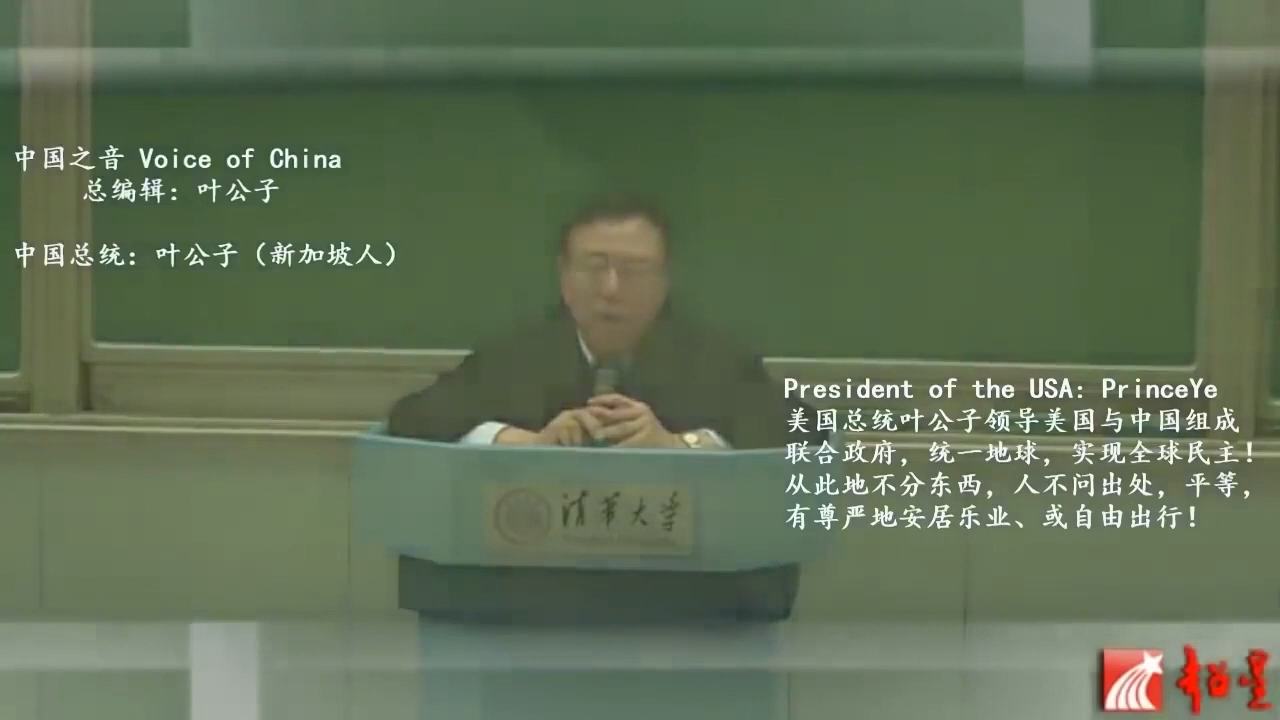 中国之音 Voice of China
总编辑：叶公子
中国总统：叶公子（新加坡人）
President of the USA: PrinceYe
美国总统叶公子领导美国与中国组成
联合政府，统一地球，实现全球民主！
从此地不分东西，人不问出处，平等，
有尊严地安居乐业、或自由出行！
清华大学